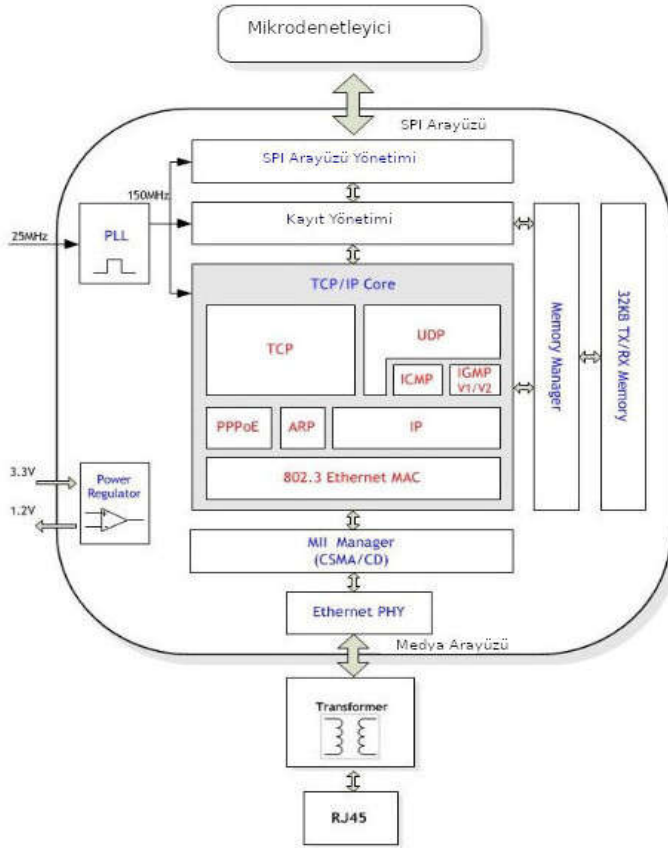 Mikrodenetleyici
SPI Arayüzü
SPI Arayüzü Yönetimi
150MHz
Kayıt Yönetimi
25MHz
PLL
TCP/IP Core
TCP
UDP
ICMP
IGMP
V1/V2
PPPoE
ARP
IP
802.3 Ethernet MAC
Memory Manager
32KB TX/RX Memory
3.3V
1.2V
Power
Regulator
MII Manager
(CSMA/CD)
Ethernet PHY
Medya Arayüzü
Transformer
RJ45